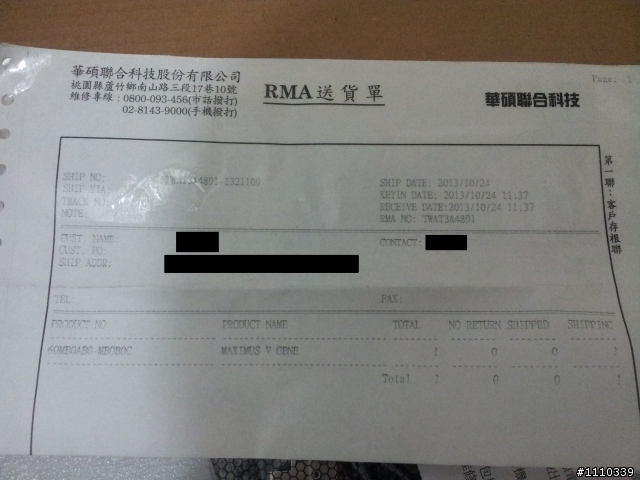 華碩聯合科技股份有限公司
桃園縣蘆竹鄉南山路三段17巷10號
維修專線：0800-093-456(市話撥打)
02-8143-9000(手機撥打)
RMA送貨單
Page: 1
華碩聯合科技
第一聯：客戶存根聯
SHIP NO: 4891-1321100
SHIP VIA:
TRACK NO:
NOTE:
SHIP DATE: 2013/10/24
KEYIN DATE: 2013/10/24 11:37
RECEIVE DATE:2013/10/24 11:37
RMA NO: TWAT3A4891
CUST. NAME:
CONTACT:
CUST. PO:
SHIP ADDR:
TEL: FAX:
PRODUCT NO PRODUCT NAME TOTAL NO RETURN SHIPPED SHIPPING
MAXIMUS V GENE 1 0 0 1
Total 1 0 0 1
#1110339